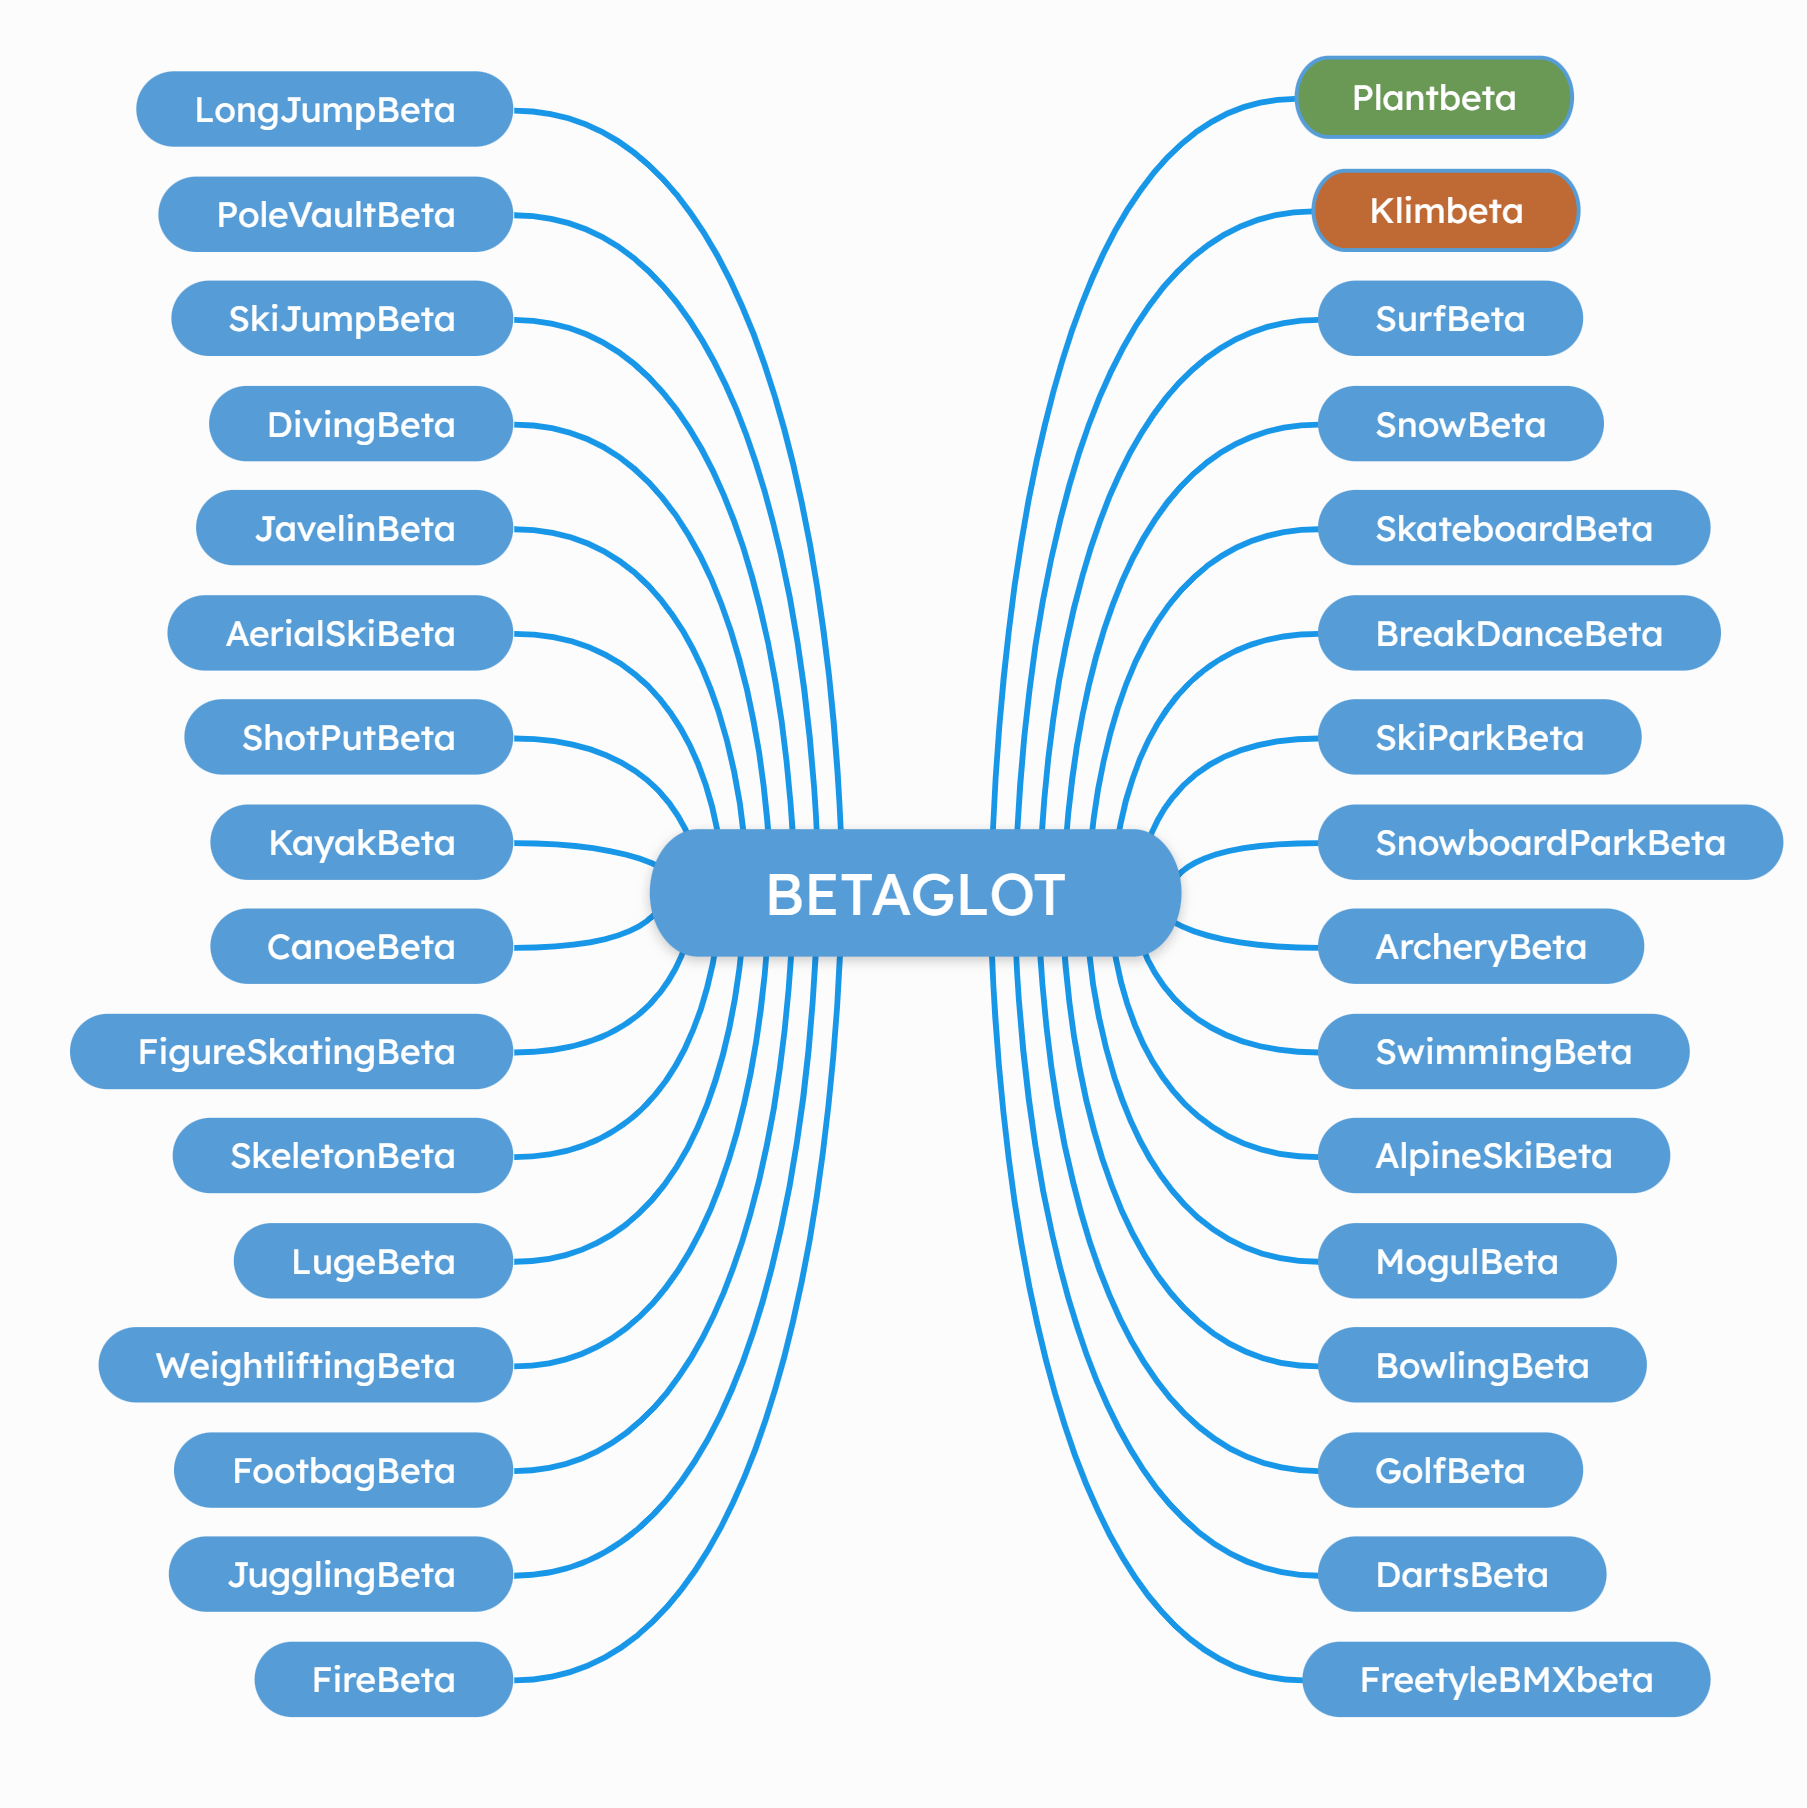 LongJumpBeta
PoleVaultBeta
SkiJumpBeta
DivingBeta
JavelinBeta
AerialSkiBeta
ShotPutBeta
KayakBeta
CanoeBeta
FigureSkatingBeta
SkeletonBeta
LugeBeta
WeightliftingBeta
FootbagBeta
JugglingBeta
FireBeta
BETAGLOT
Plantbeta
Klimbeta
SurfBeta
SnowBeta
SkateboardBeta
BreakDanceBeta
SkiParkBeta
SnowboardParkBeta
ArcheryBeta
SwimmingBeta
AlpineSkiBeta
MogulBeta
BowlingBeta
GolfBeta
DartsBeta
FreetyleBMXbeta